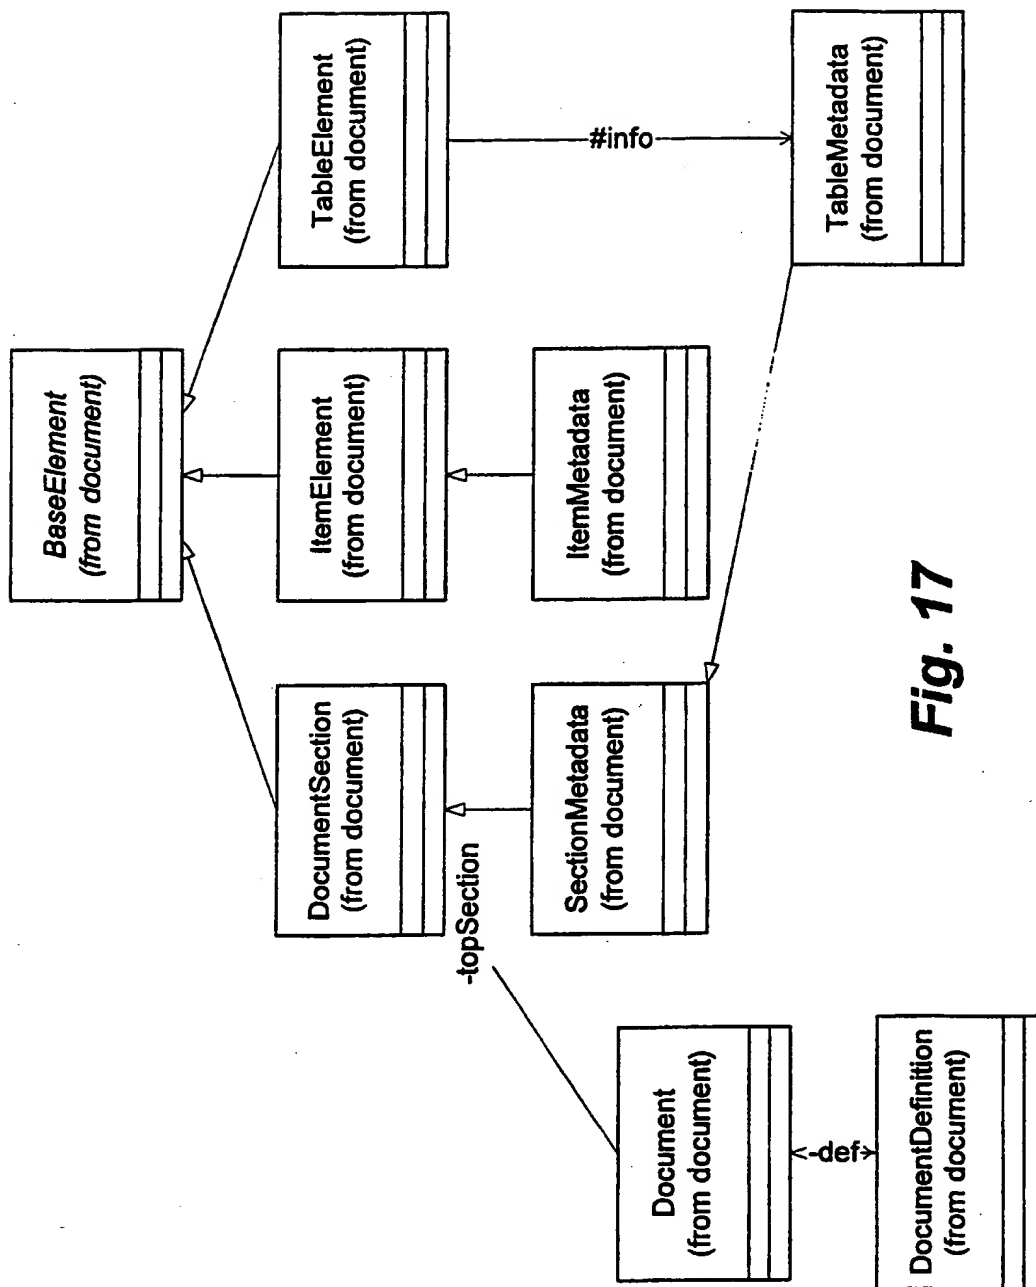 BaseElement
(from document)
DocumentSection
(from document)
ItemElement
(from document)
TableElement
(from document)
-topSection
#info
SectionMetadata
(from document)
ItemMetadata
(from document)
Document
(from document)
TableMetadata
(from document)
-def
DocumentDefinition
(from document)
Fig. 17